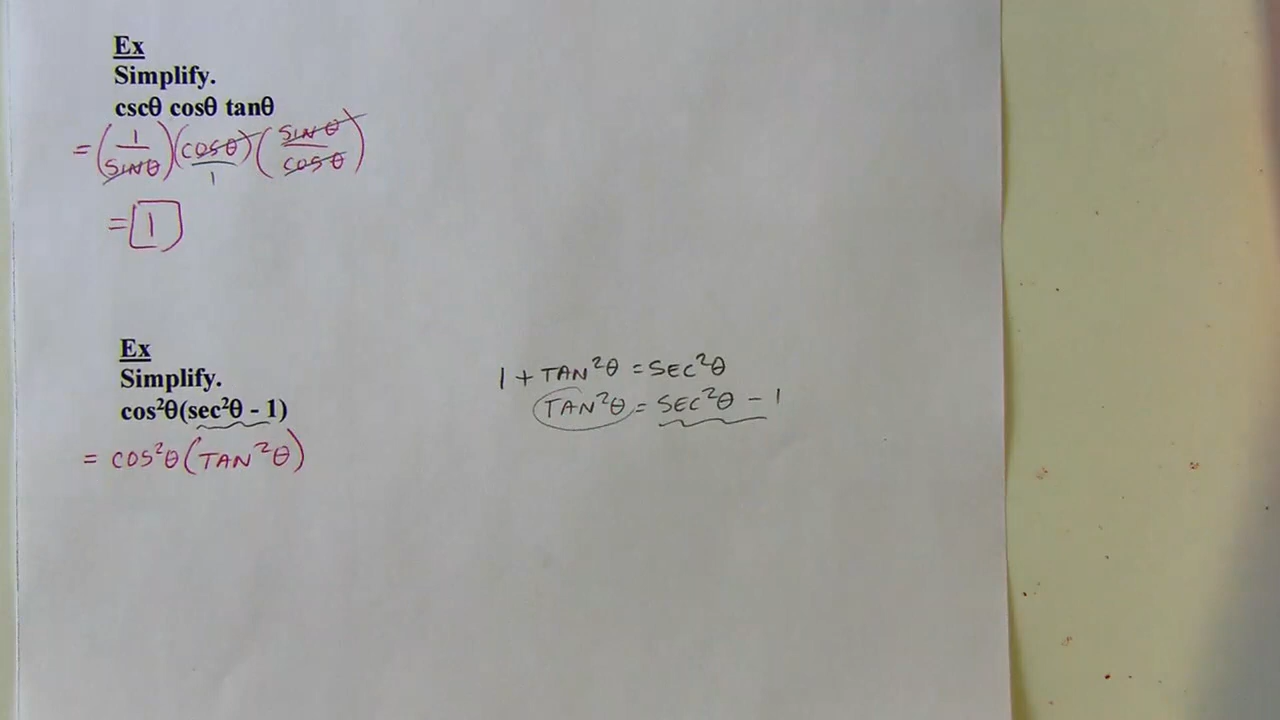 Ex
Simplify.
cscθ cosθ tanθ
= (1/SINθ)(COSθ/1)(SINθ/COSθ)
= 1
Ex
Simplify.
cos²θ(sec²θ - 1)
= COS²θ(TAN²θ)
1 + TAN²θ = SEC²θ
TAN²θ = SEC²θ - 1